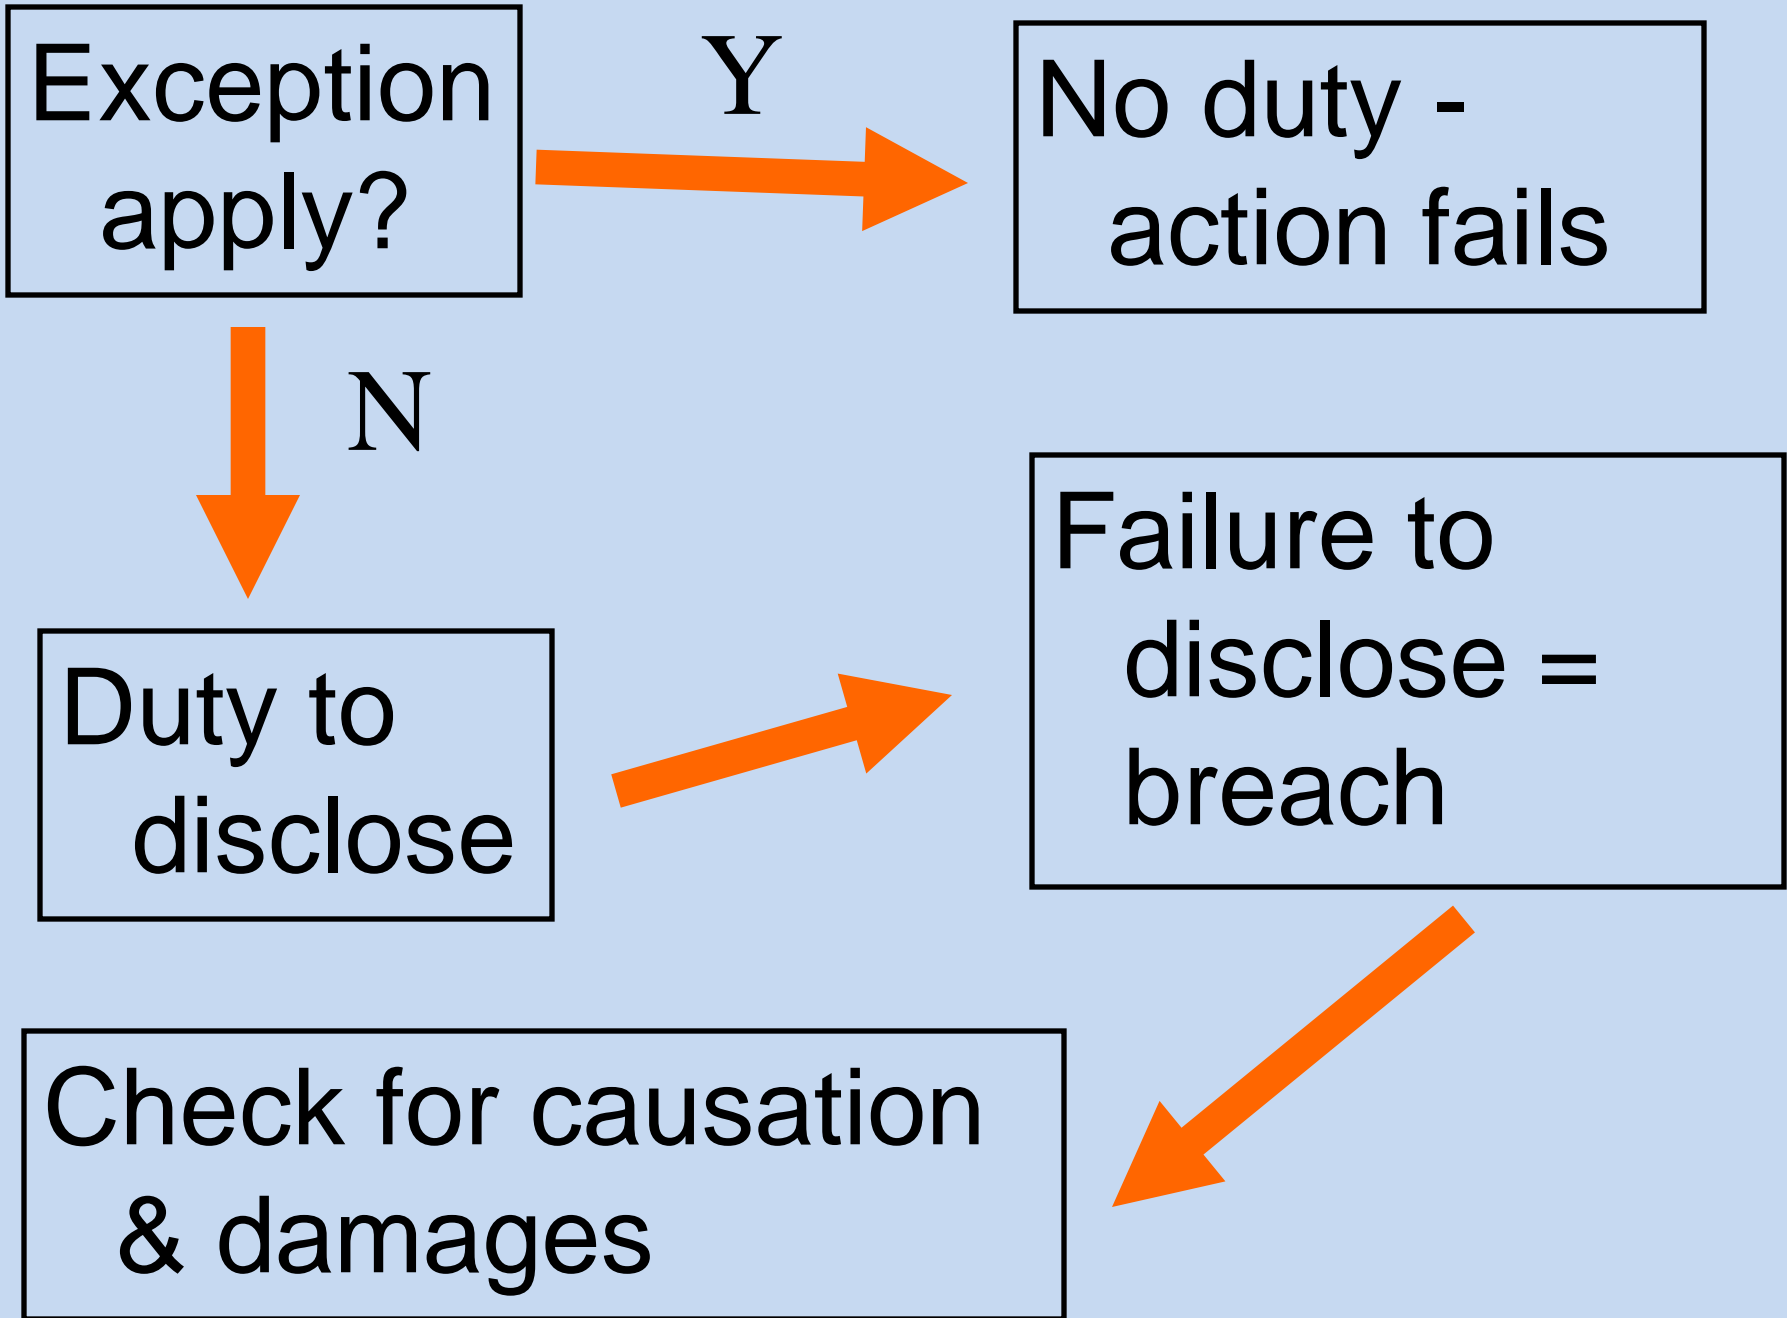 Exception
apply?
Y
No duty -
action fails
N
Duty to
disclose
Failure to
disclose =
breach
Check for causation
& damages